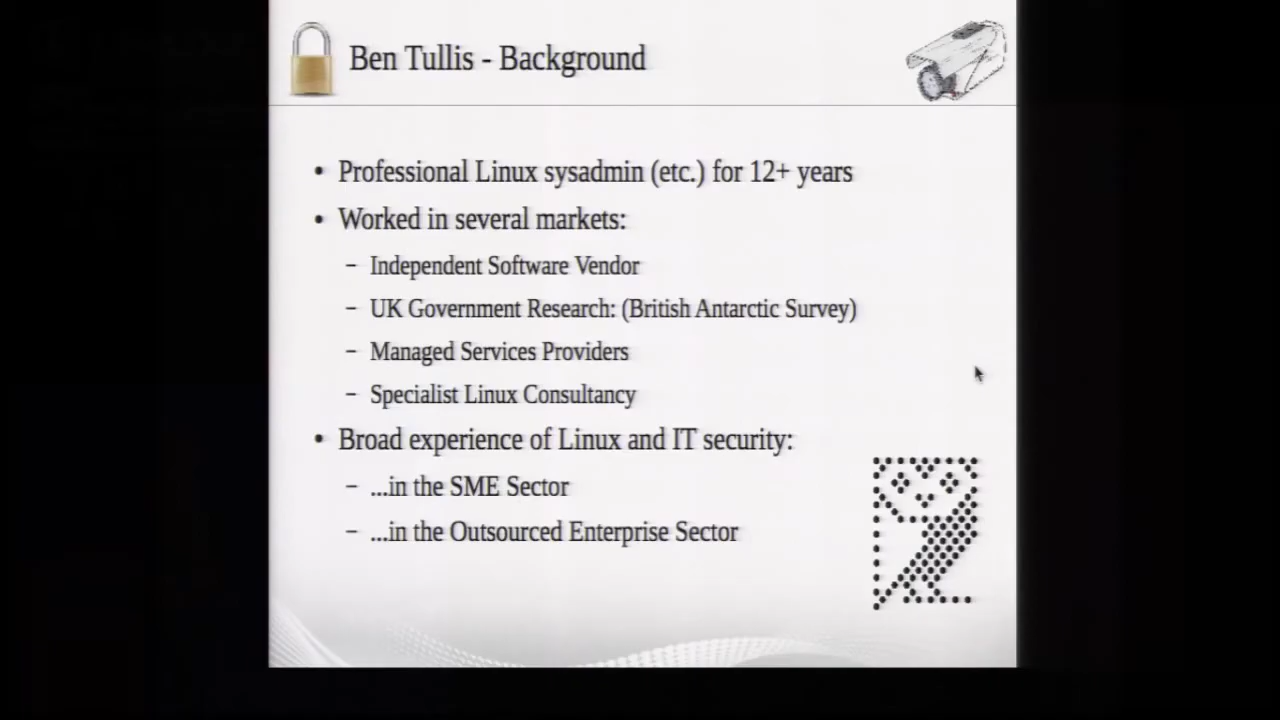 Ben Tullis - Background
• Professional Linux sysadmin (etc.) for 12+ years
• Worked in several markets:
– Independent Software Vendor
– UK Government Research: (British Antarctic Survey)
– Managed Services Providers
– Specialist Linux Consultancy
• Broad experience of Linux and IT security:
– ...in the SME Sector
– ...in the Outsourced Enterprise Sector